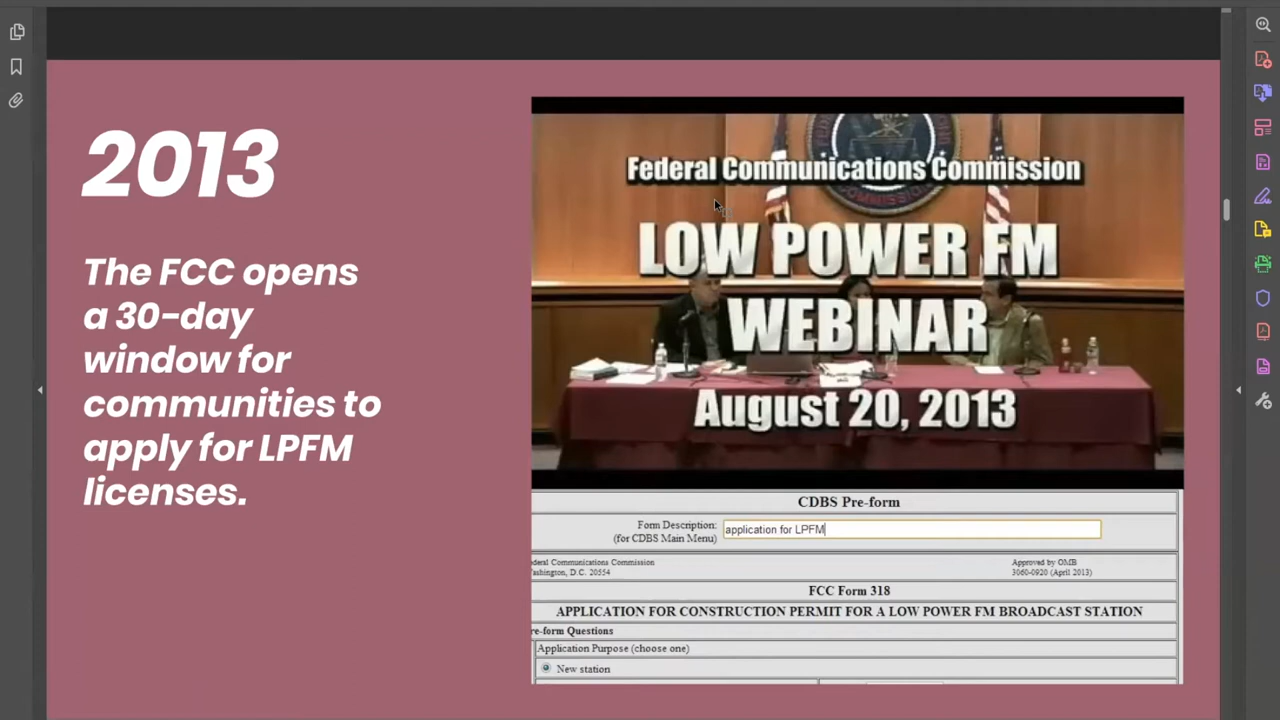 2013
The FCC opens
a 30-day
window for
communities to
apply for LPFM
licenses.
Federal Communications Commission
LOW POWER FM
WEBINAR
August 20, 2013
CDBS Pre-form
Form Description:
(for CDBS Main Menu)
application for LPFM
deral Communications Commission
ashington, D.C. 20554
Approved by OMB
3060-0920 (April 2013)
FCC Form 318
APPLICATION FOR CONSTRUCTION PERMIT FOR A LOW POWER FM BROADCAST STATION
re-form Questions
Application Purpose (choose one)
New station